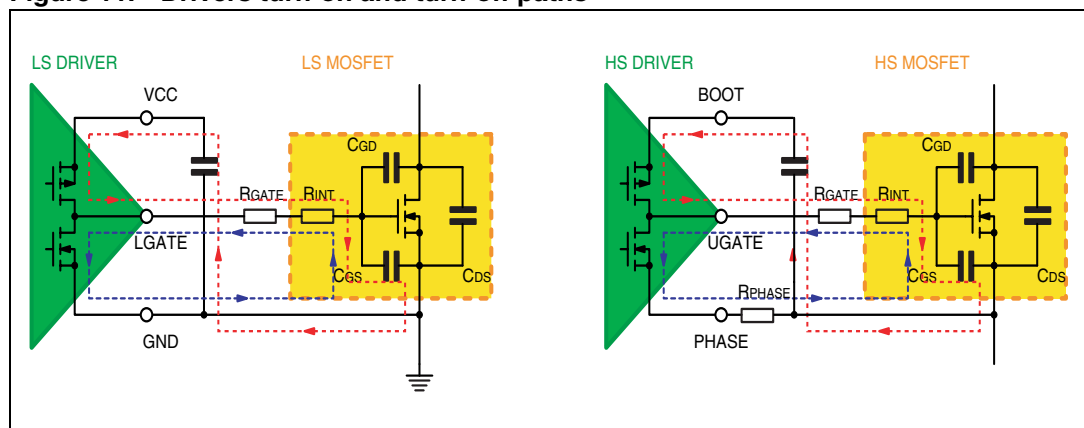 LS DRIVER
LS MOSFET
VCC
CGD
RGATE
RINT
LGATE
CGS
CDS
GND
HS DRIVER
HS MOSFET
BOOT
CGD
RGATE
RINT
UGATE
CGS
CDS
RPHASE
PHASE